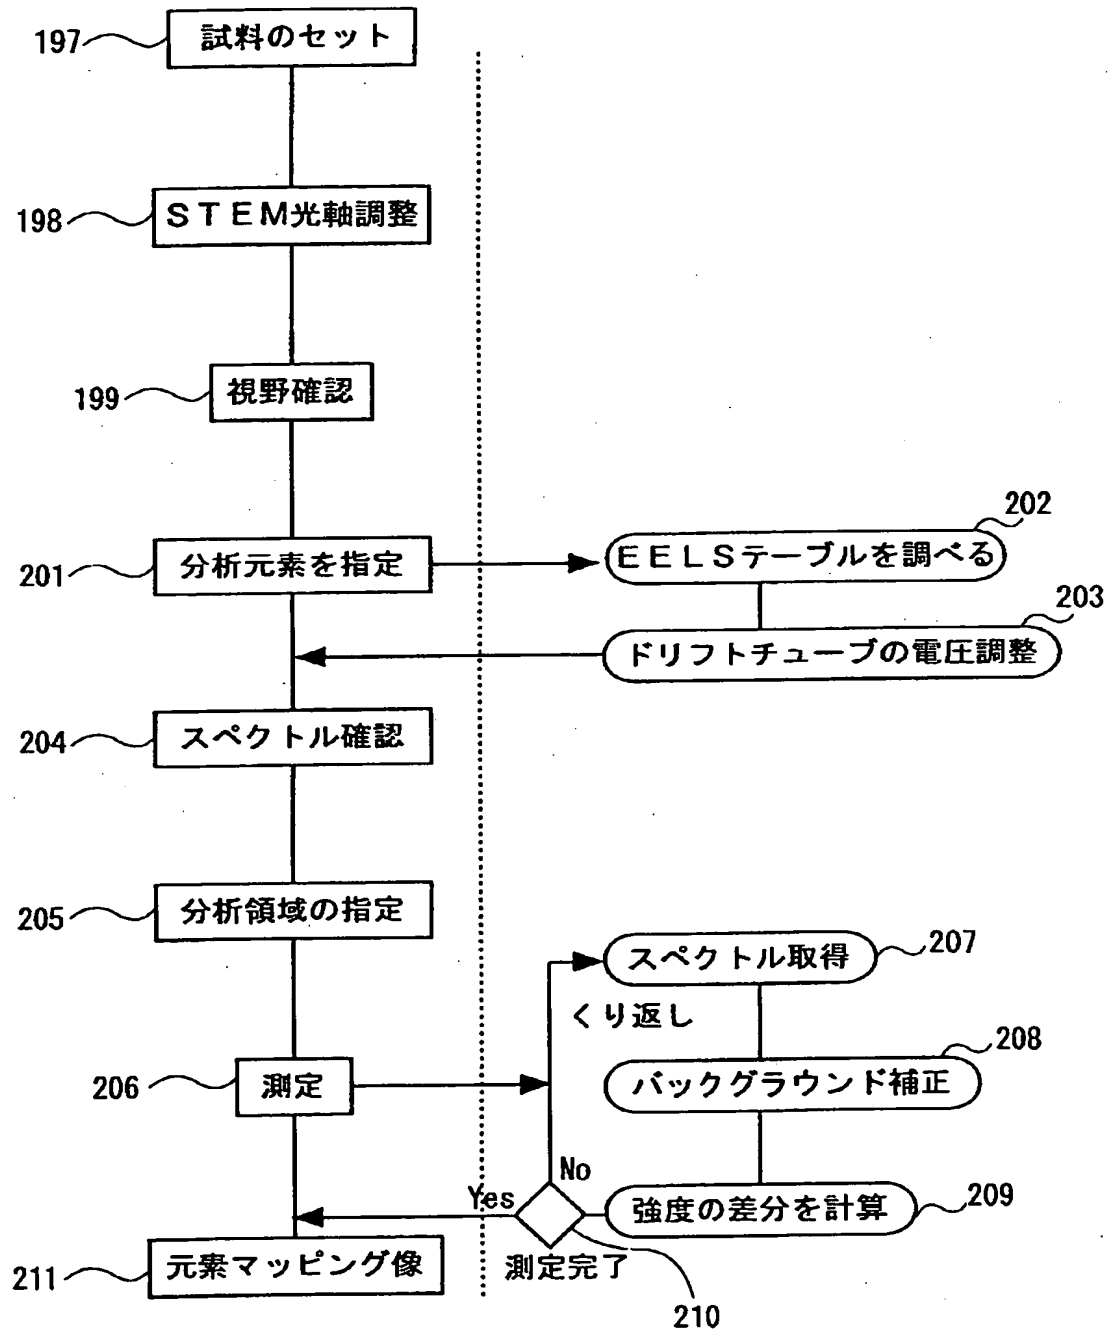 197 試料のセット
198 STEM光軸調整
199 視野確認
201 分析元素を指定
202
EELSテーブルを調べる
203
ドリフトチューブの電圧調整
204 スペクトル確認
205 分析領域の指定
スペクトル取得 207
くり返し
206 測定
208
バックグラウンド補正
No
Yes
強度の差分を計算 209
測定完了
210
211 元素マッピング像